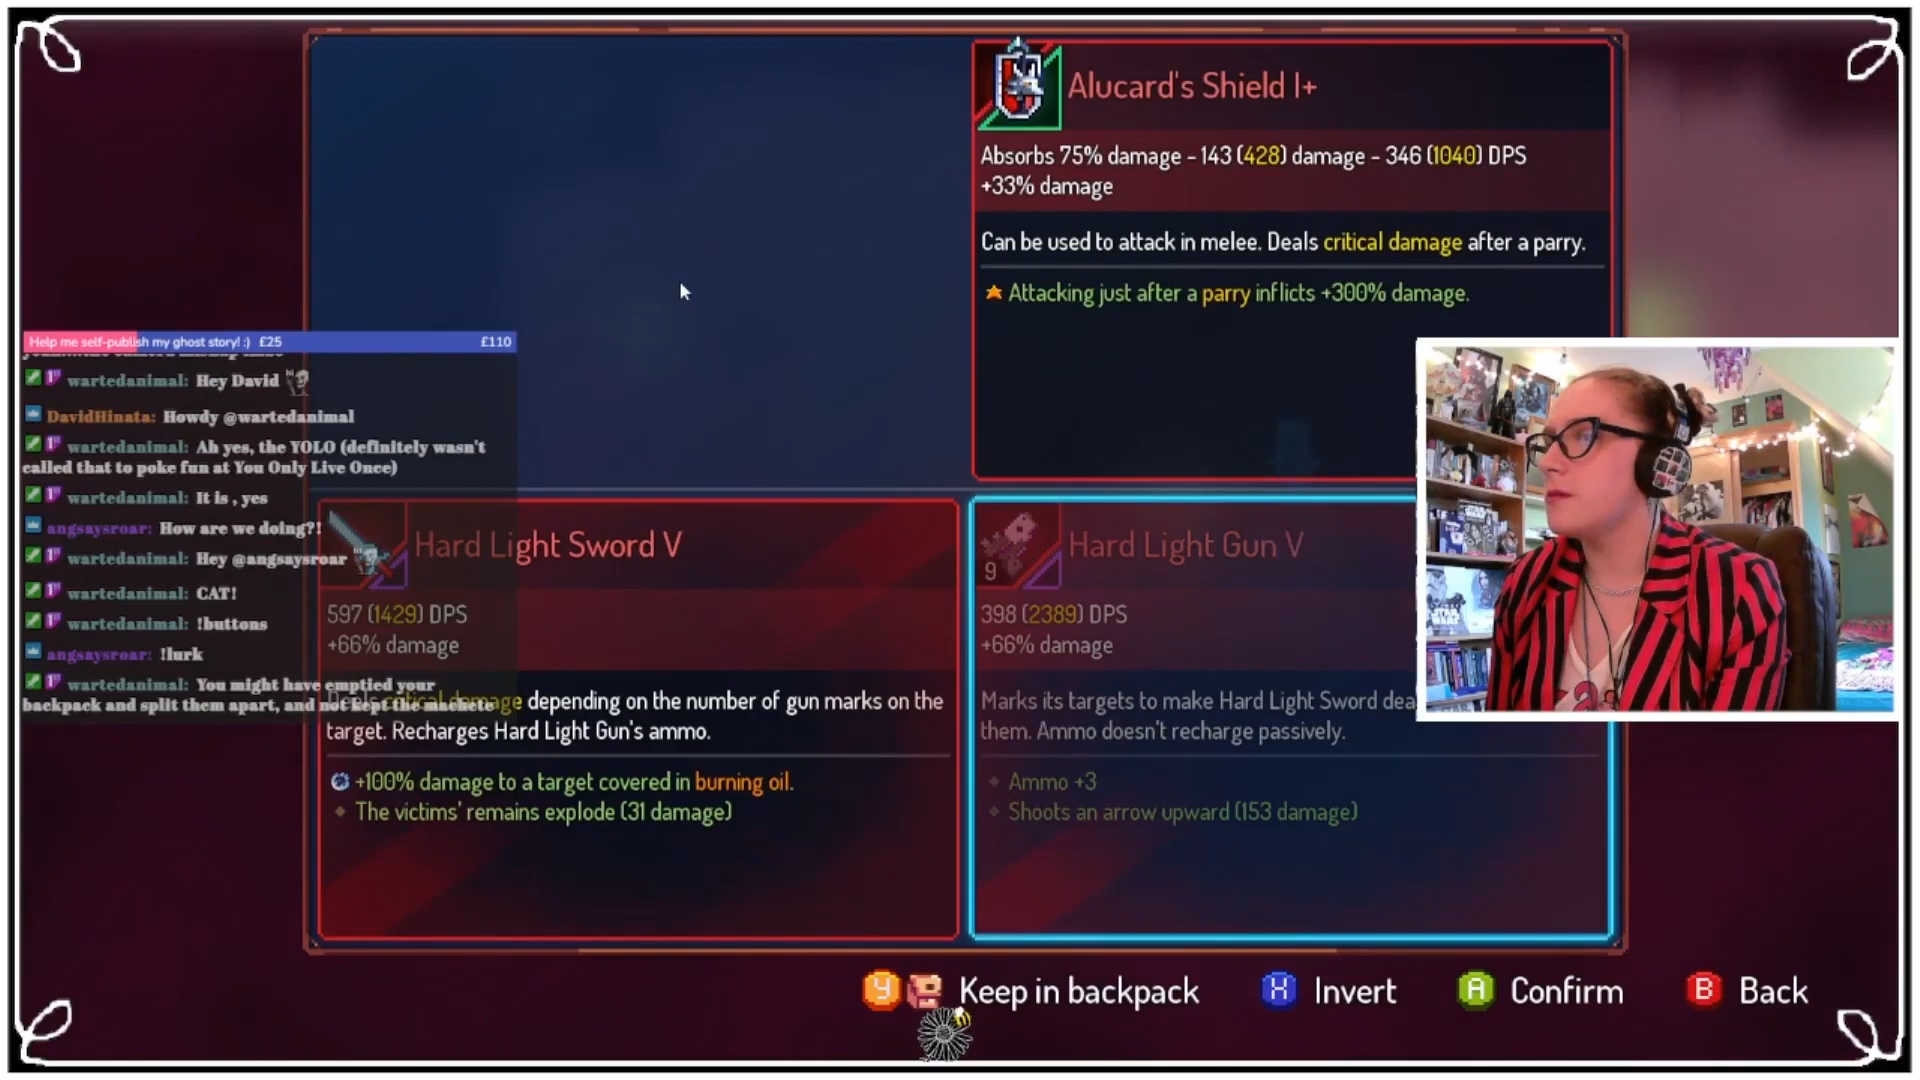 Alucard's Shield I+
Absorbs 75% damage - 143 (428) damage - 346 (1040) DPS
+33% damage
Can be used to attack in melee. Deals critical damage after a parry.
Attacking just after a parry inflicts +300% damage.
Help me self-publish my ghost story! :) £25 £110
wartedanimal: Hey David
DavidHinata: Howdy @wartedanimal
wartedanimal: Ah yes, the YOLO (definitely wasn't
called that to poke fun at You Only Live Once)
wartedanimal: It is , yes
angsaysroar: How are we doing?!
wartedanimal: Hey @angsaysroar
wartedanimal: CAT!
wartedanimal: !buttons
angsaysroar: !lurk
wartedanimal: You might have emptied your
backpack and split them apart, and not kept the machete
Hard Light Sword V
597 (1429) DPS
+66% damage
Deals critical damage depending on the number of gun marks on the
target. Recharges Hard Light Gun's ammo.
+100% damage to a target covered in burning oil.
The victims' remains explode (31 damage)
9
Hard Light Gun V
398 (2389) DPS
+66% damage
Marks its targets to make Hard Light Sword dea
them. Ammo doesn't recharge passively.
Ammo +3
Shoots an arrow upward (153 damage)
Y Keep in backpack X Invert A Confirm B Back